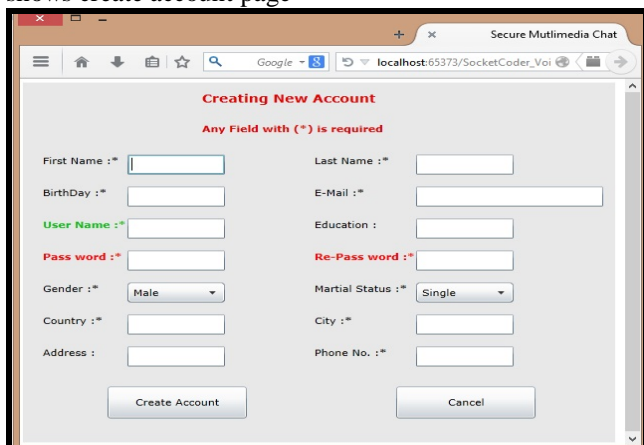 shows create account page
Secure Mutlimedia Chat
Google
8
localhost:65373/SocketCoder_Voi
Creating New Account
Any Field with (*) is required
First Name :*
Last Name :*
BirthDay :*
E-Mail :*
User Name :*
Education :
Pass word :*
Re-Pass word :*
Gender :*
Male
Martial Status :*
Single
Country :*
City :*
Address :
Phone No. :*
Create Account
Cancel